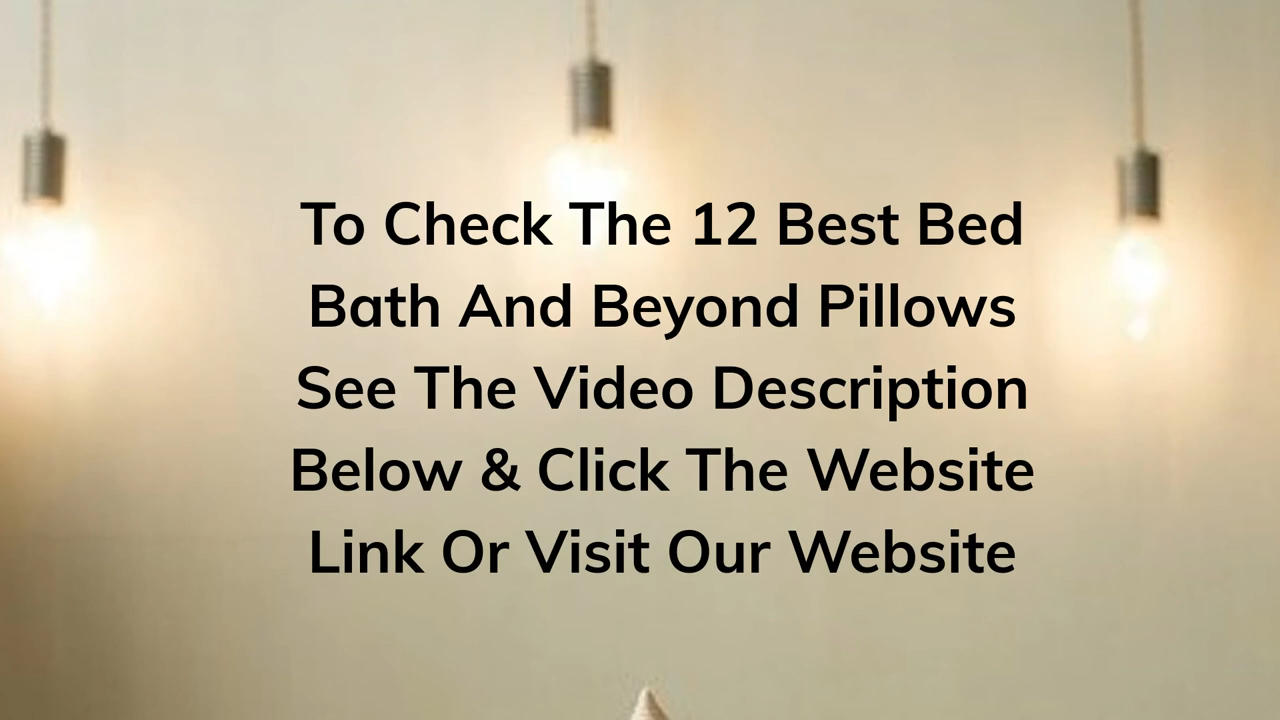 To Check The 12 Best Bed
Bath And Beyond Pillows
See The Video Description
Below & Click The Website
Link Or Visit Our Website